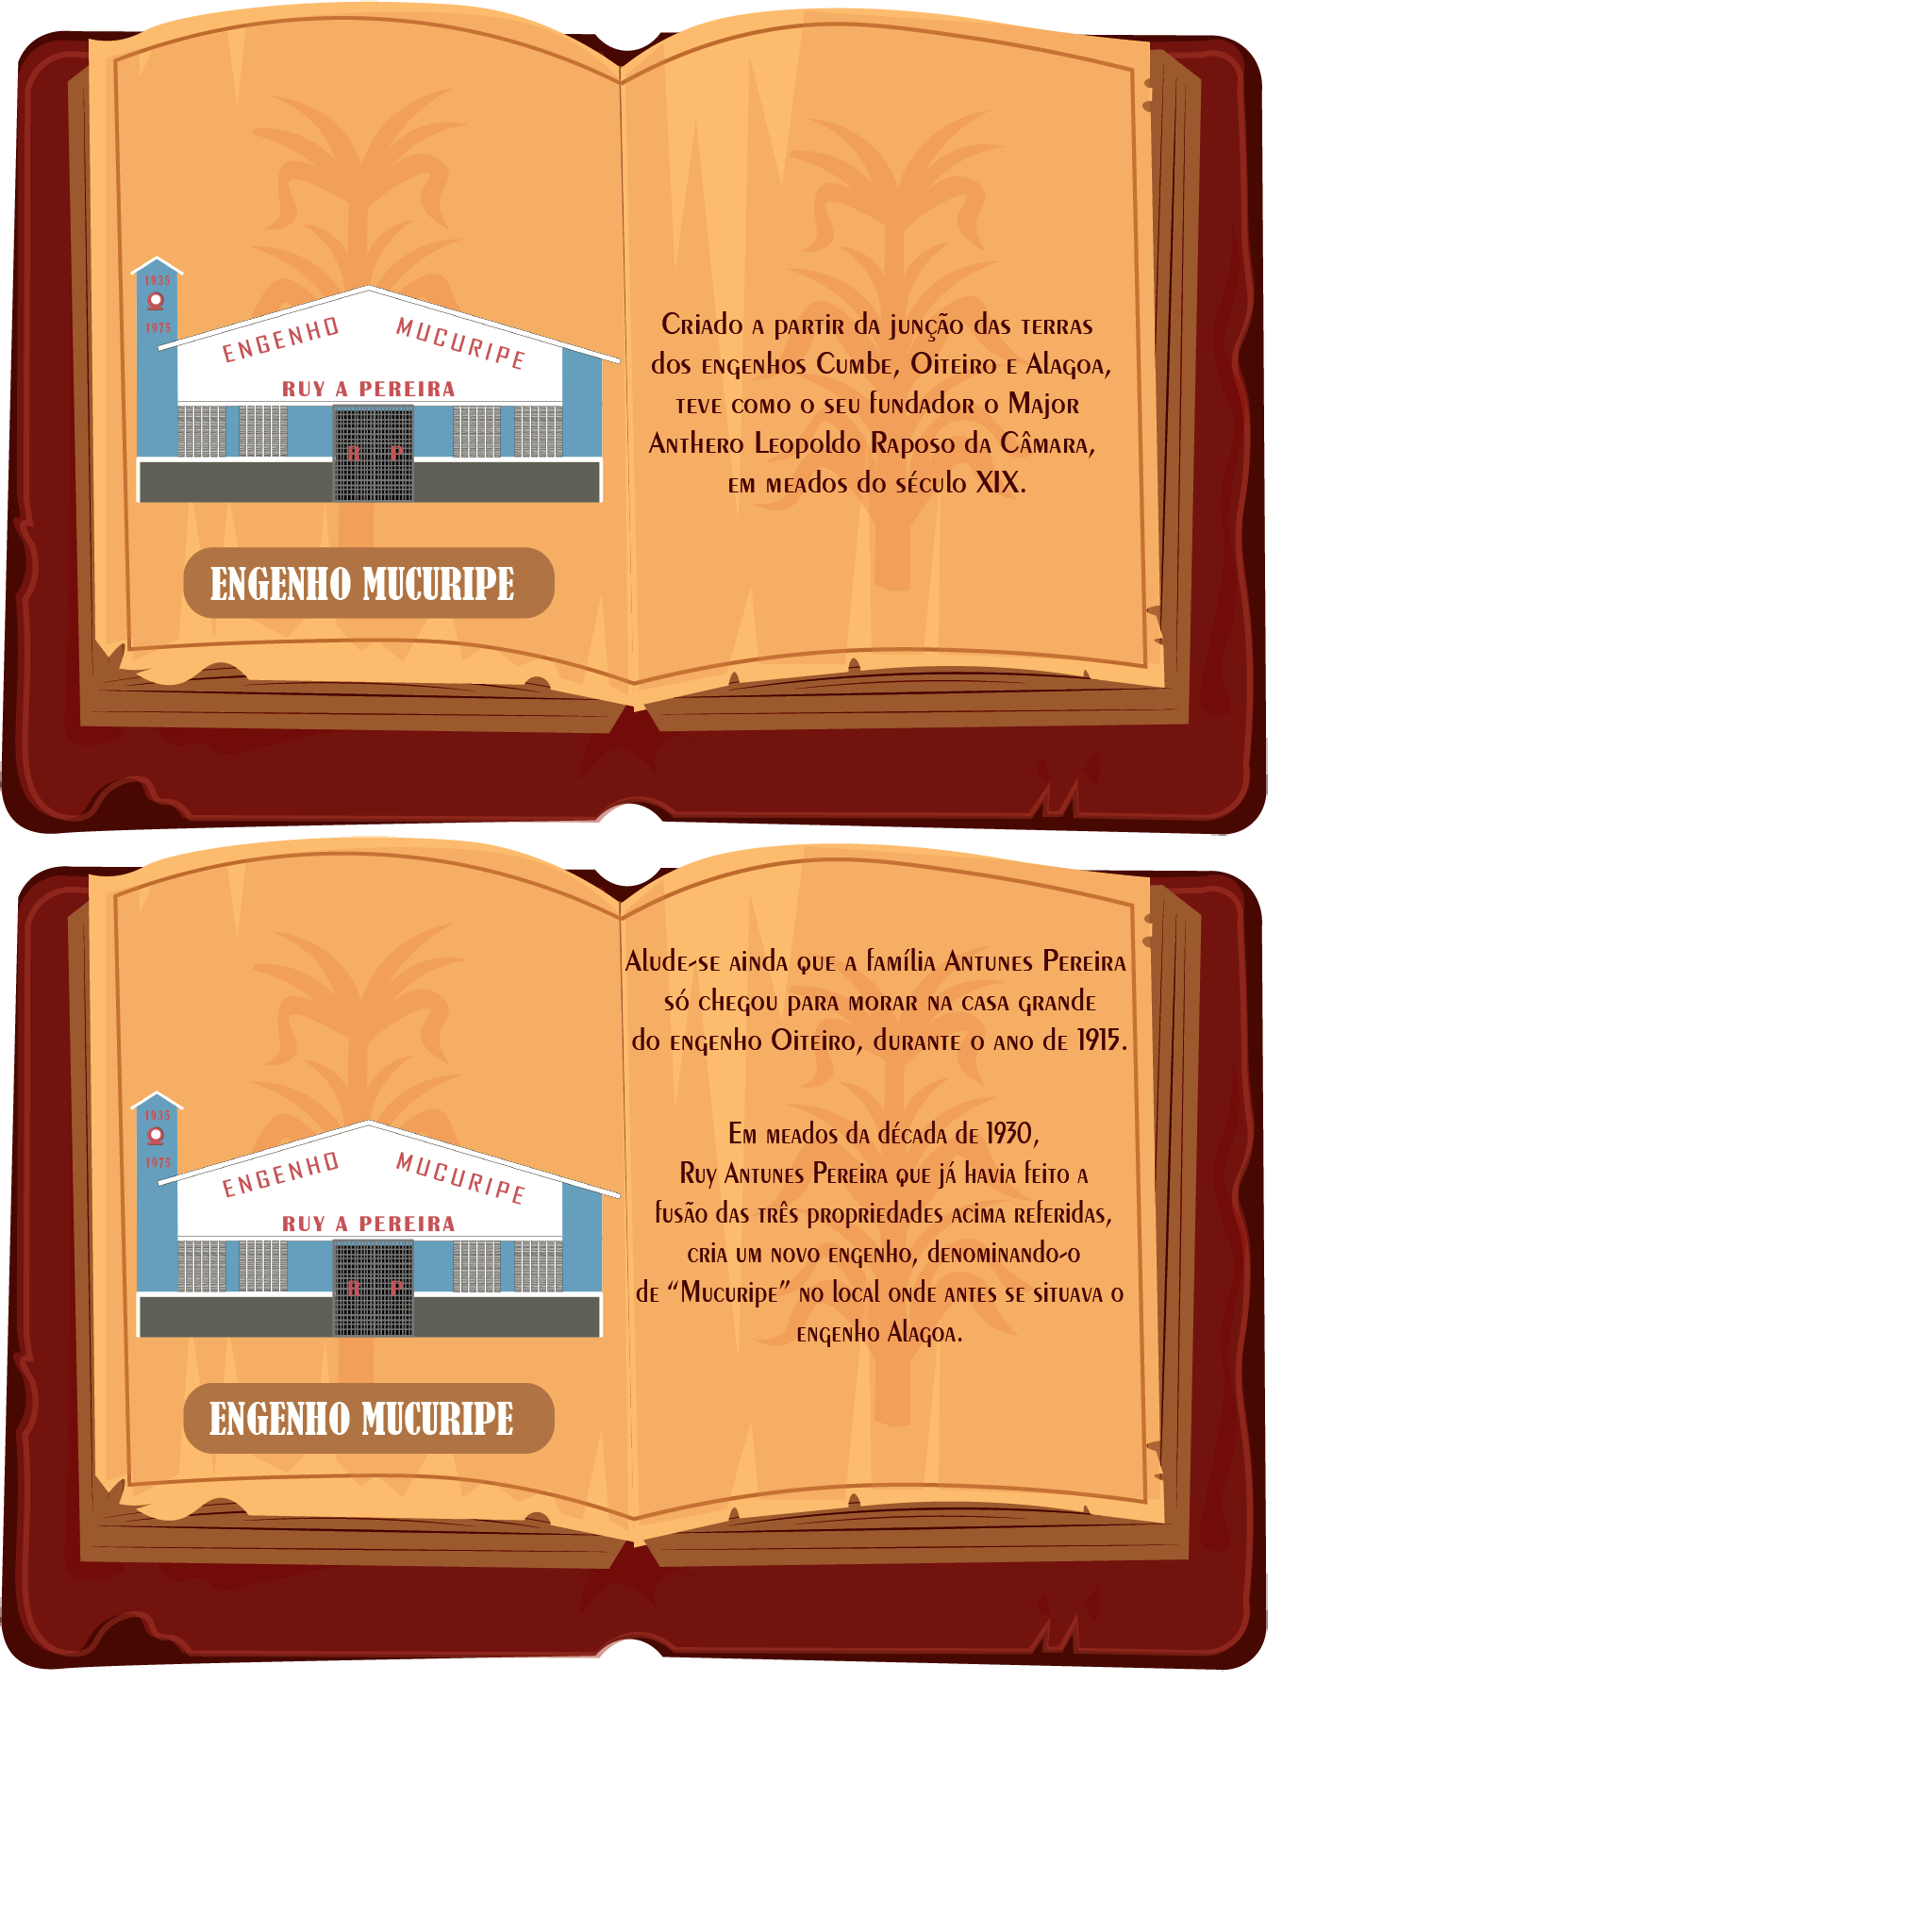 1935
1975
ENGENHO MUCURIPE
RUY A PEREIRA
R P
ENGENHO MUCURIPE
Criado a partir da junção das terras
dos engenhos Cumbe, Oiteiro e Alagoa,
teve como o seu fundador o Major
Anthero Leopoldo Raposo da Câmara,
em meados do século XIX.
1935
1975
ENGENHO MUCURIPE
RUY A PEREIRA
R P
ENGENHO MUCURIPE
Alude-se ainda que a família Antunes Pereira
só chegou para morar na casa grande
do engenho Oiteiro, durante o ano de 1915.
Em meados da década de 1930,
Ruy Antunes Pereira que já havia feito a
fusão das três propriedades acima referidas,
cria um novo engenho, denominando-o
de “Mucuripe” no local onde antes se situava o
engenho Alagoa.